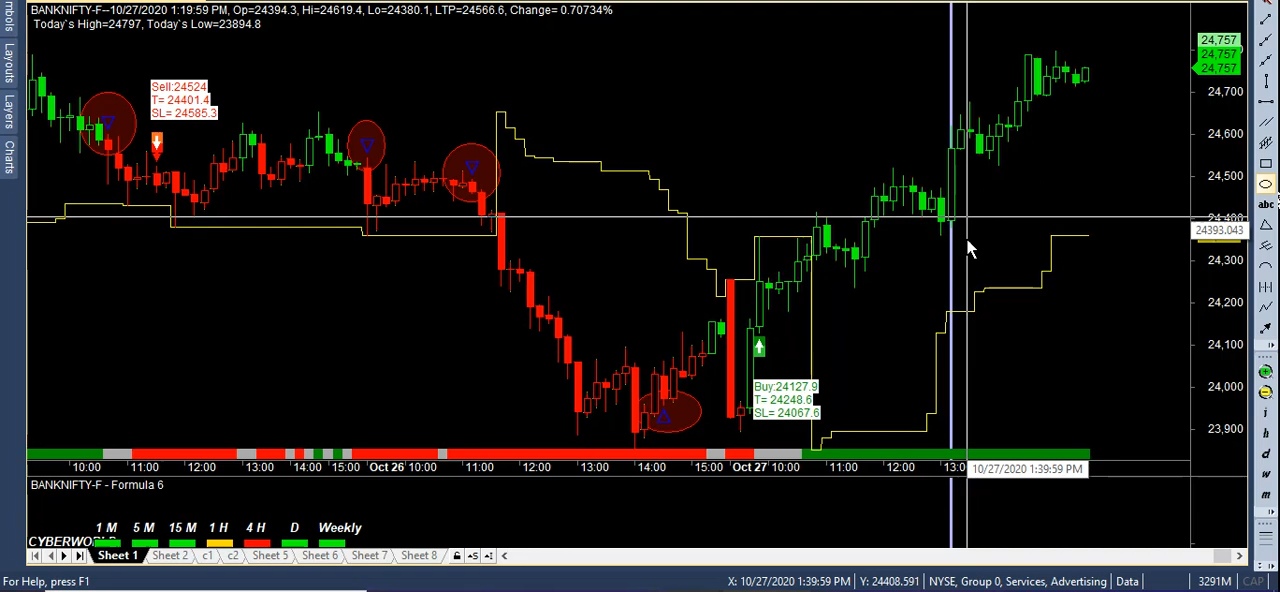 BANKNIFTY-F--10/27/2020 1:19:59 PM, Op=24394.3, Hi=24619.4, Lo=24380.1, LTP=24566.6, Change= 0.70734%
Today`s High=24797, Today`s Low=23894.8
mbols
Layouts
Layers
Charts
Sell:24524
T= 24401.4
SL= 24585.3
Buy:24127.9
T= 24248.6
SL= 24067.6
24,757
24,757
24,757
24,700
24,600
24,500
24,400
24393.043
24,300
24,200
24,100
24,000
23,900
10:00 11:00 12:00 13:00 14:00 15:00 Oct 26 10:00 11:00 12:00 13:00 14:00 15:00 Oct 27 10:00 11:00 12:00 13:0 10/27/2020 1:39:59 PM
BANKNIFTY-F - Formula 6
1 M 5 M 15 M 1 H 4 H D Weekly
Sheet 1 Sheet 2 c1 c2 Sheet 5 Sheet 6 Sheet 7 Sheet 8
For Help, press F1
X: 10/27/2020 1:39:59 PM Y: 24408.591 NYSE, Group 0, Services, Advertising Data 3291M CAP
abc
i
h
d
w
m